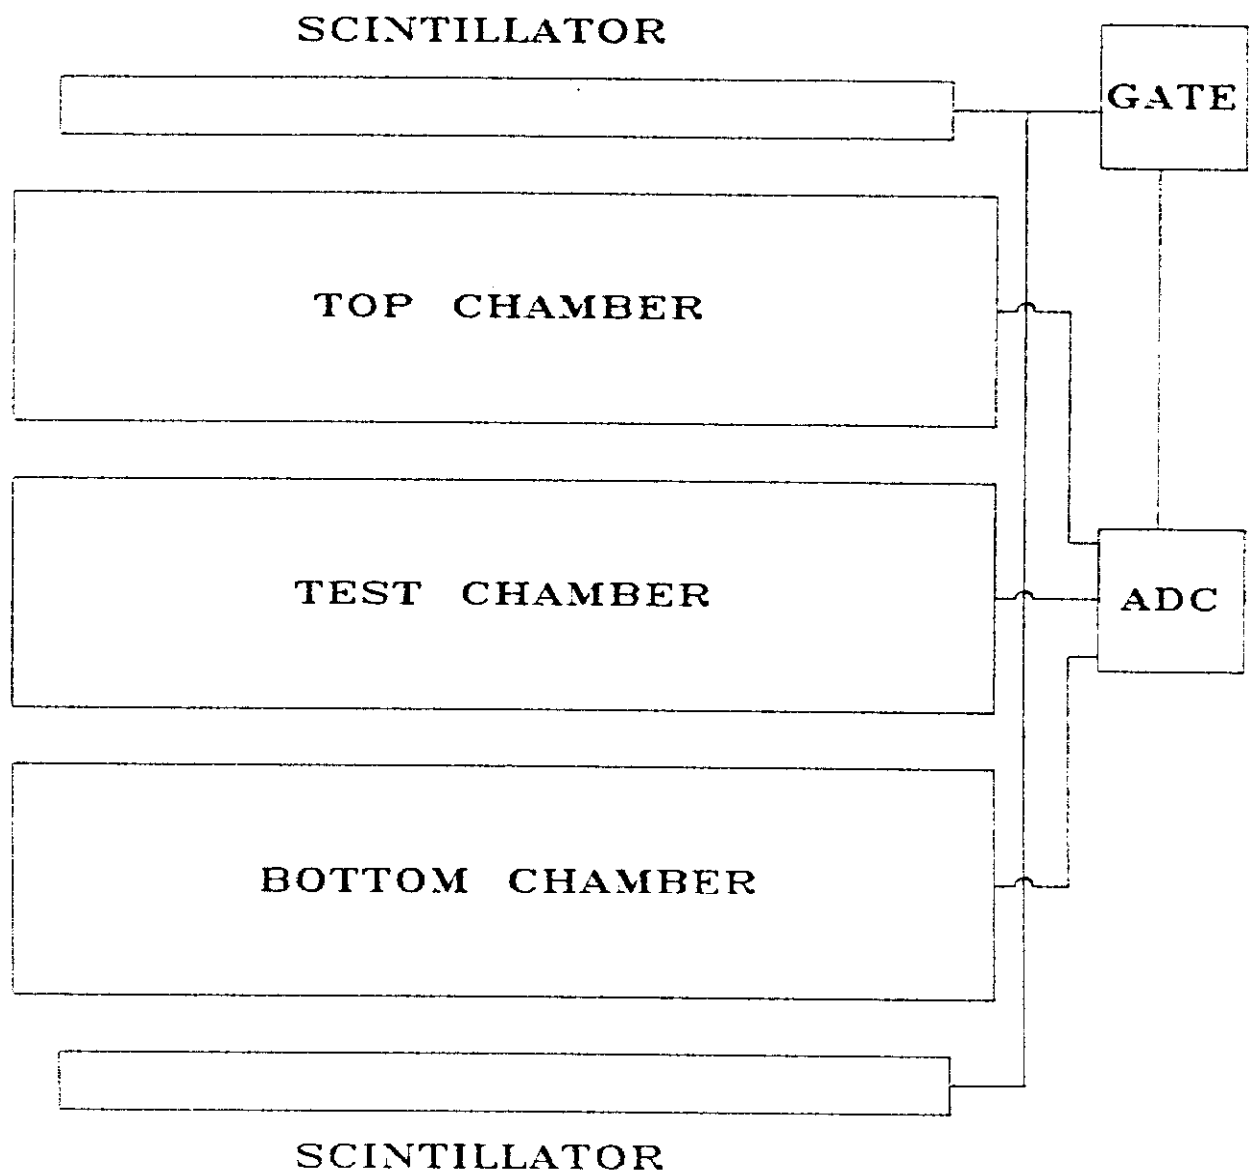 SCINTILLATOR
GATE
TOP CHAMBER
TEST CHAMBER
ADC
BOTTOM CHAMBER
SCINTILLATOR